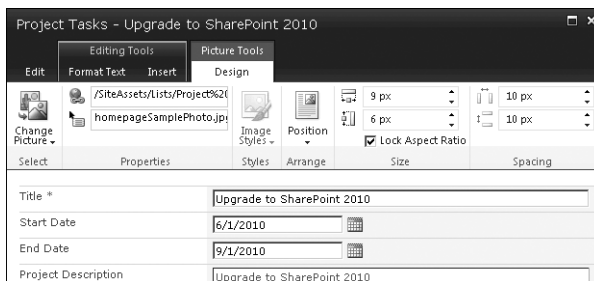 Project Tasks - Upgrade to SharePoint 2010
Editing Tools Picture Tools
Edit Format Text Insert Design
/SiteAssets/Lists/Project%20
homepageSamplePhoto.jpg
Change Picture
Image Styles
Position
9 px
6 px
Lock Aspect Ratio
10 px
10 px
Select Properties Styles Arrange Size Spacing
Title * Upgrade to SharePoint 2010
Start Date 6/1/2010
End Date 9/1/2010
Project Description Upgrade to SharePoint 2010